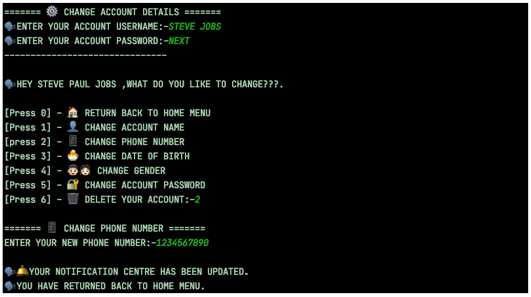 ======= ⚙️ CHANGE ACCOUNT DETAILS =======
🗣️ENTER YOUR ACCOUNT USERNAME:-STEVE JOBS
🗣️ENTER YOUR ACCOUNT PASSWORD:-NEXT
-------------------------------
🗣️HEY STEVE PAUL JOBS ,WHAT DO YOU LIKE TO CHANGE???.
[Press 0] - 🏠 RETURN BACK TO HOME MENU
[Press 1] - 👤 CHANGE ACCOUNT NAME
[press 2] - 📱 CHANGE PHONE NUMBER
[Press 3] - 🐣 CHANGE DATE OF BIRTH
[Press 4] - 👦🏻👧🏻 CHANGE GENDER
[Press 5] - 🔐 CHANGE ACCOUNT PASSWORD
[Press 6] - 🗑️ DELETE YOUR ACCOUNT:-2
======= 📱 CHANGE PHONE NUMBER =======
ENTER YOUR NEW PHONE NUMBER:-1234567890
🗣️🛎️YOUR NOTIFICATION CENTRE HAS BEEN UPDATED.
🗣️YOU HAVE RETURNED BACK TO HOME MENU.